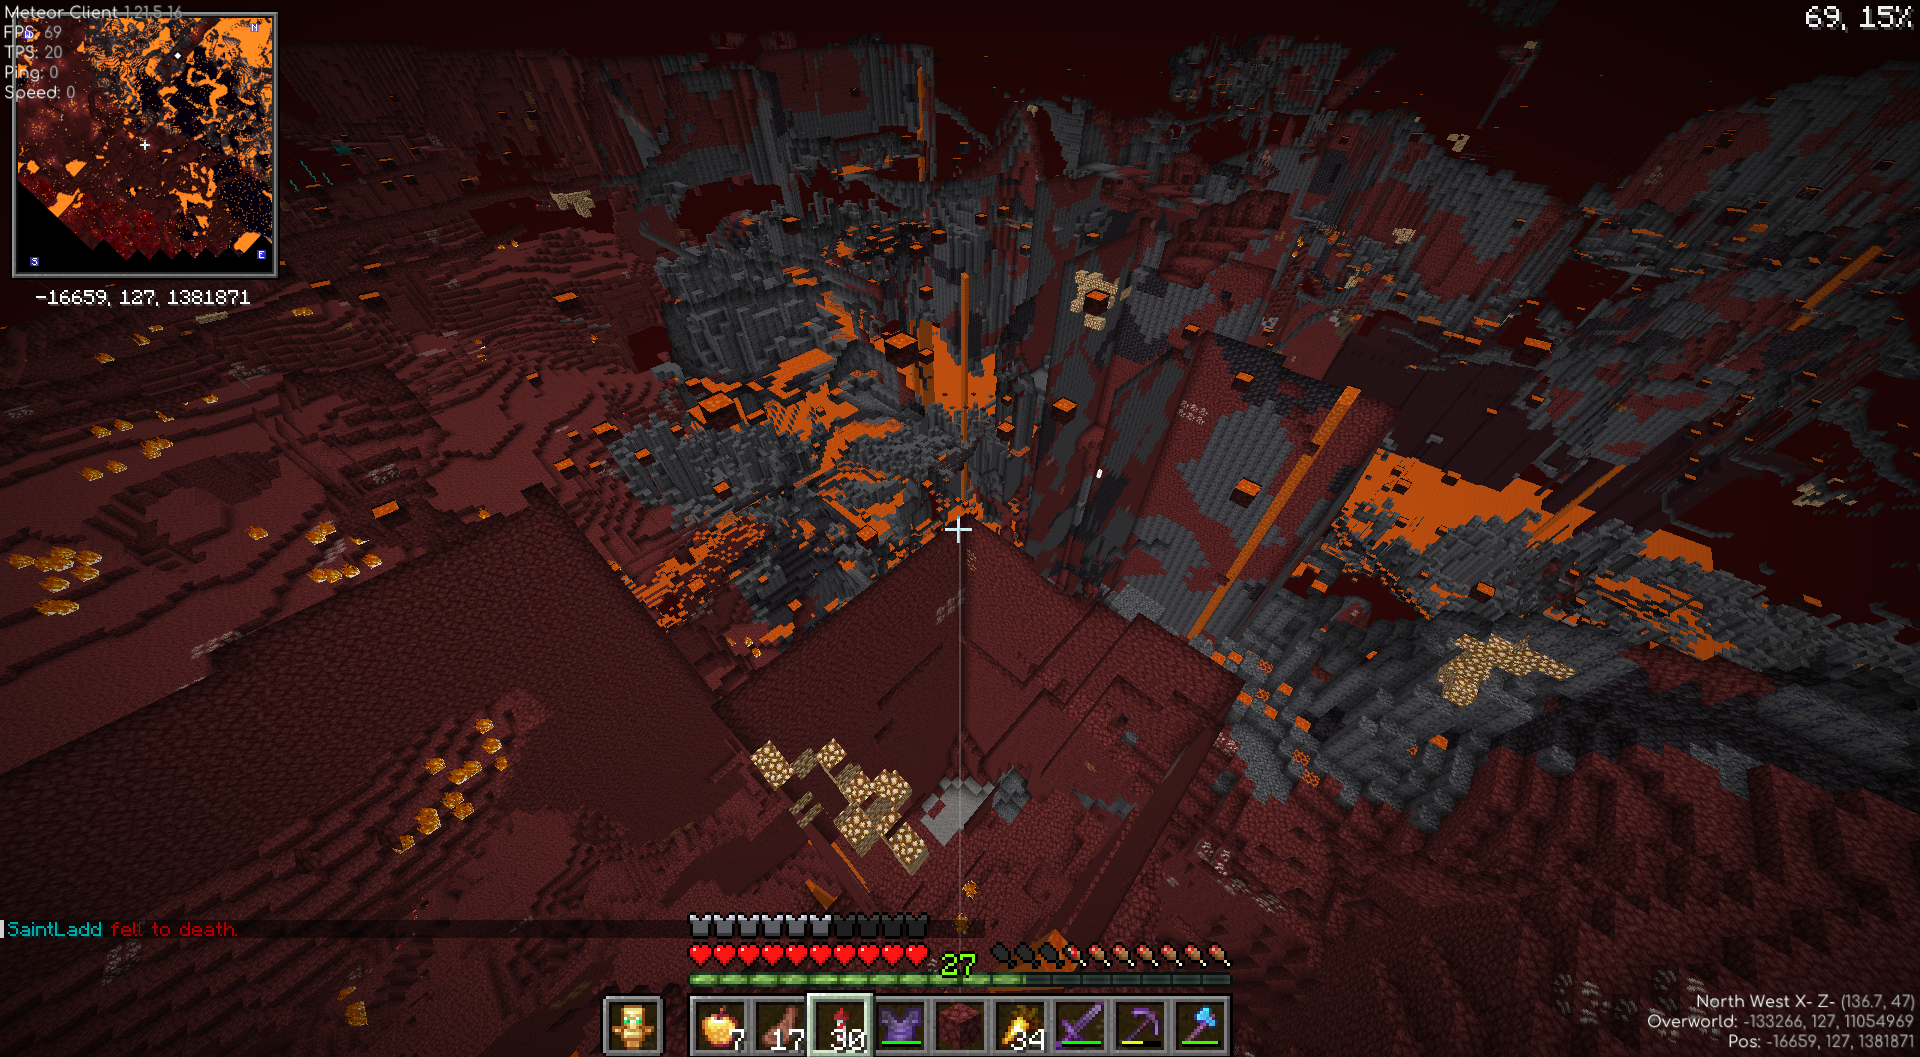 Meteor Client 1.21.5-16
FPS: 69
TPS: 20
Ping: 0
Speed: 0
N
S
E
-16659, 127, 1381871
69, 15%
SaintLadd fell to death.
27
7
17
30
34
North West X- Z- (136.7, 47)
Overworld: -133266, 127, 11054969
Pos: -16659, 127, 1381871